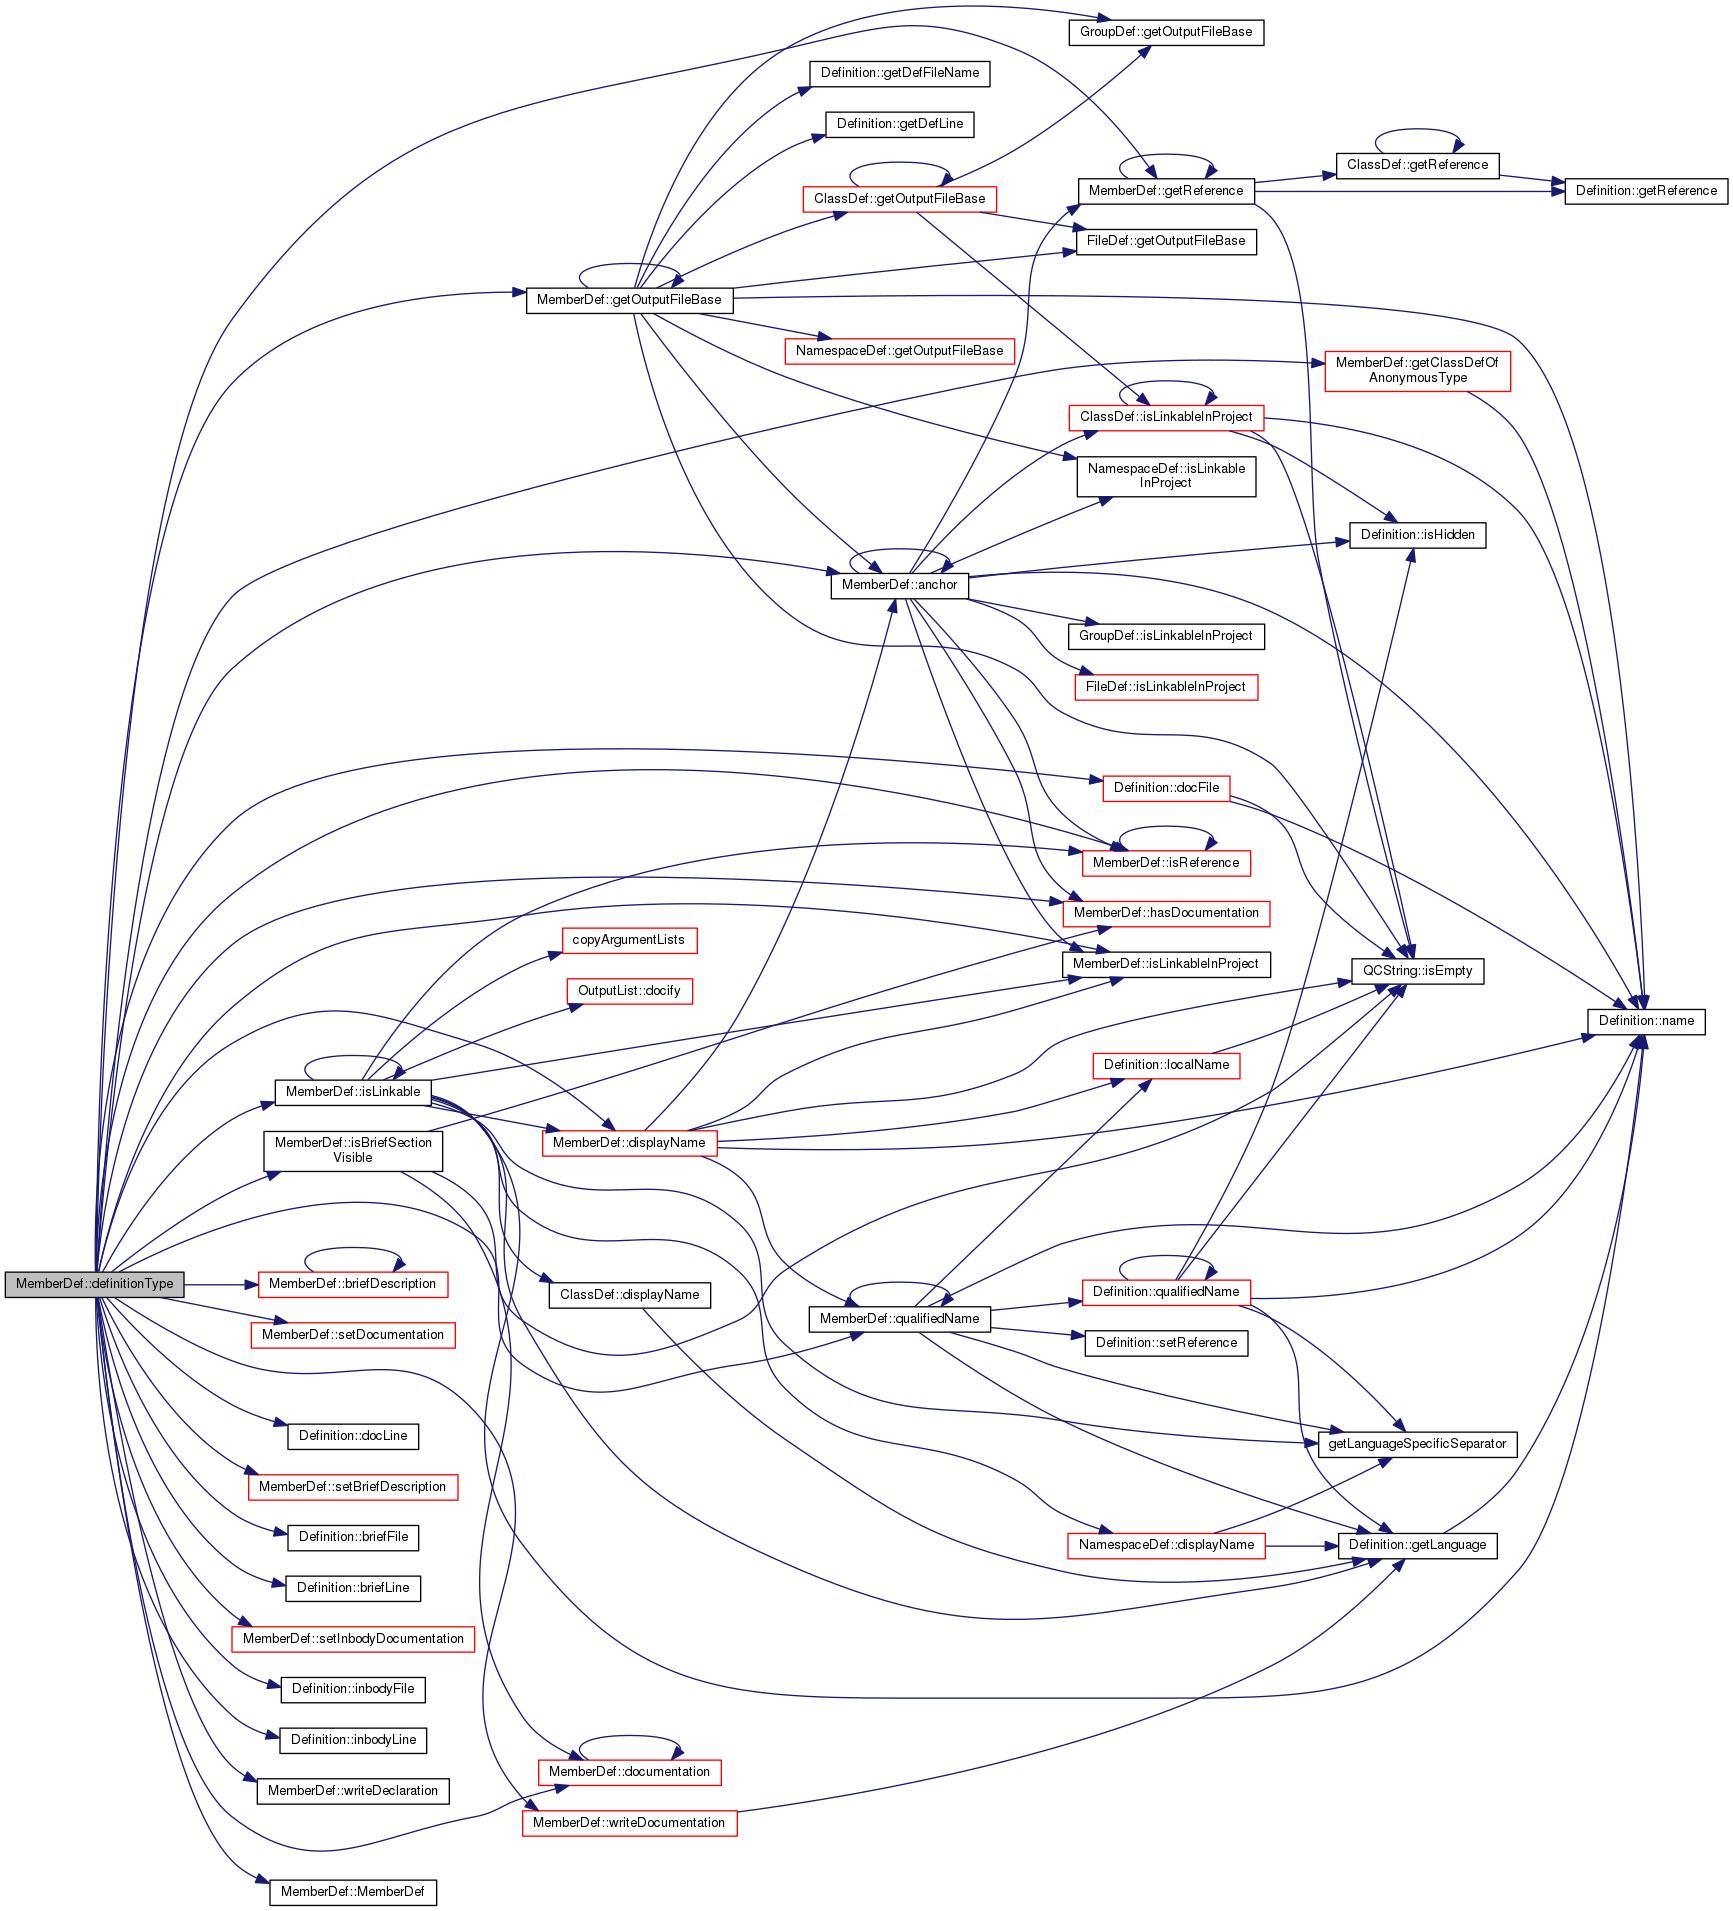 GroupDef::getOutputFileBase
Definition::getDefFileName
Definition::getDefLine
ClassDef::getReference
MemberDef::getReference
Definition::getReference
ClassDef::getOutputFileBase
FileDef::getOutputFileBase
MemberDef::getOutputFileBase
NamespaceDef::getOutputFileBase
MemberDef::getClassDefOf
AnonymousType
ClassDef::isLinkableInProject
NamespaceDef::isLinkable
InProject
Definition::isHidden
MemberDef::anchor
GroupDef::isLinkableInProject
FileDef::isLinkableInProject
Definition::docFile
MemberDef::isReference
MemberDef::hasDocumentation
copyArgumentLists
MemberDef::isLinkableInProject
QCString::isEmpty
OutputList::docify
Definition::name
Definition::localName
MemberDef::isLinkable
MemberDef::displayName
MemberDef::isBriefSection
Visible
MemberDef::definitionType
MemberDef::briefDescription
ClassDef::displayName
Definition::qualifiedName
MemberDef::qualifiedName
MemberDef::setDocumentation
Definition::setReference
Definition::docLine
getLanguageSpecificSeparator
MemberDef::setBriefDescription
Definition::briefFile
NamespaceDef::displayName
Definition::getLanguage
Definition::briefLine
MemberDef::setInbodyDocumentation
Definition::inbodyFile
Definition::inbodyLine
MemberDef::documentation
MemberDef::writeDeclaration
MemberDef::writeDocumentation
MemberDef::MemberDef